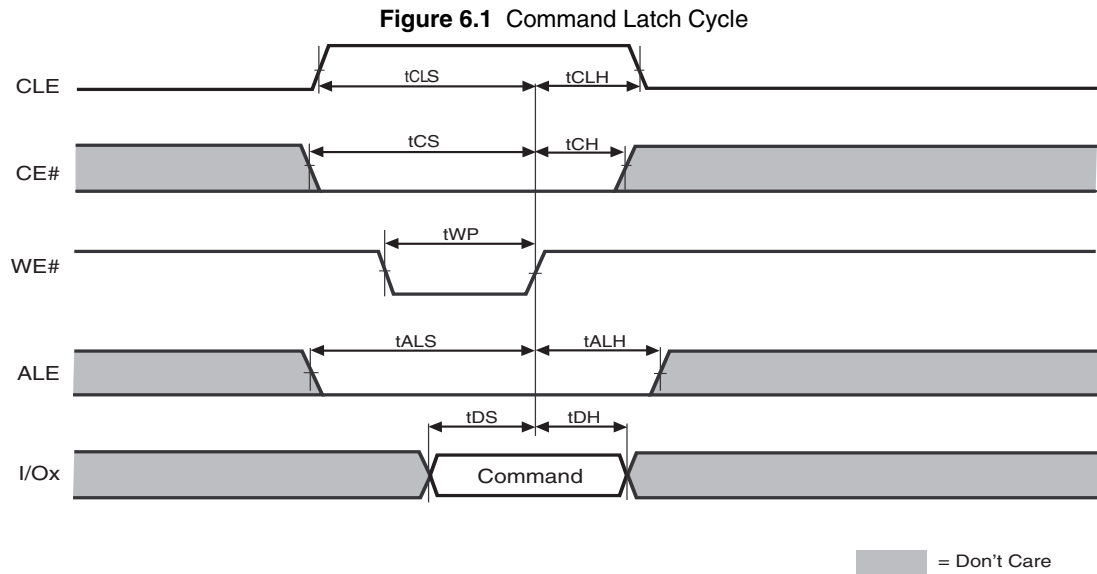 Figure 6.1 Command Latch Cycle
CLE
tCLS
tCLH
CE#
tCS
tCH
WE#
tWP
ALE
tALS
tALH
I/Ox
tDS
tDH
Command
= Don't Care